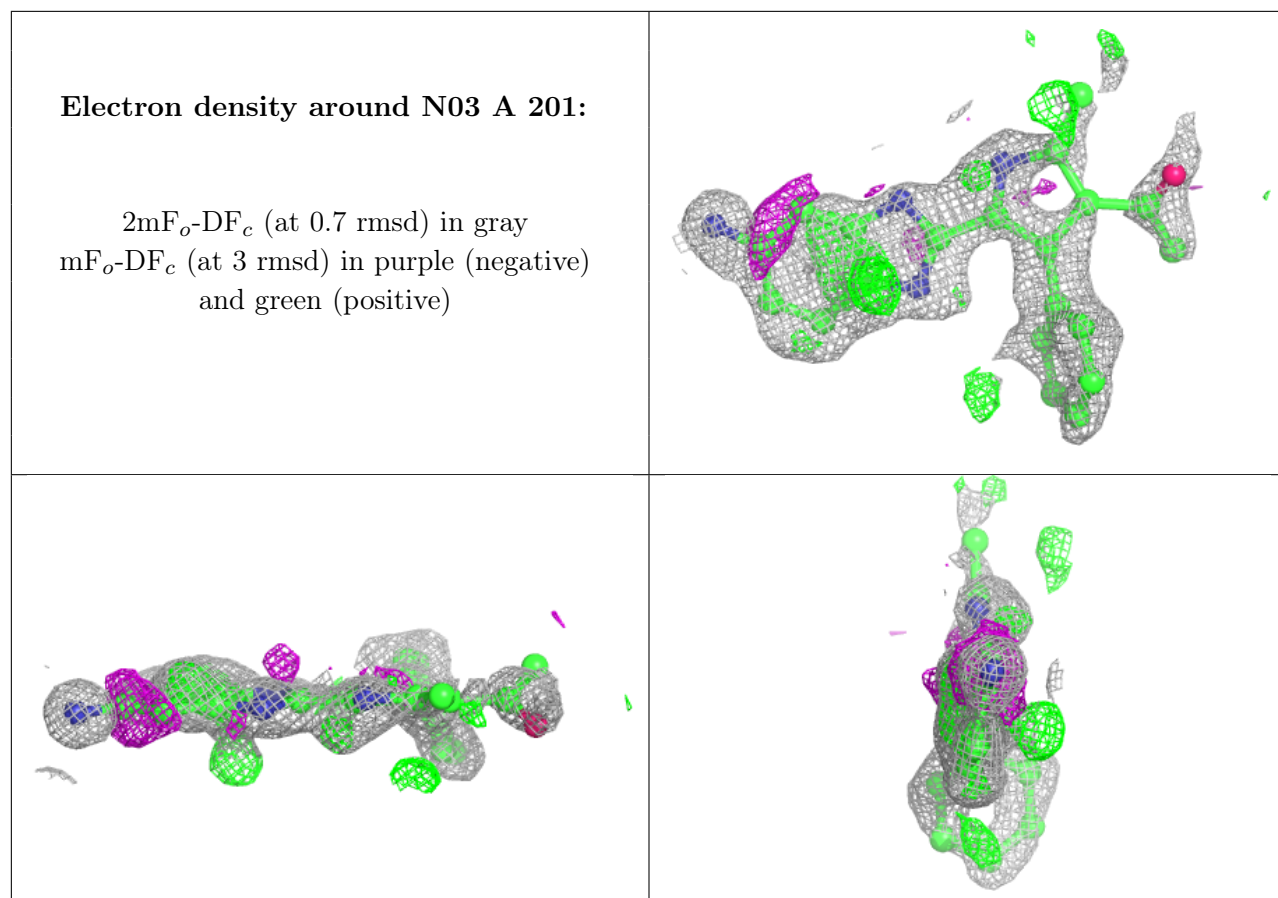 Electron density around N03 A 201:
2mFo-DFc (at 0.7 rmsd) in gray
mFo-DFc (at 3 rmsd) in purple (negative)
and green (positive)